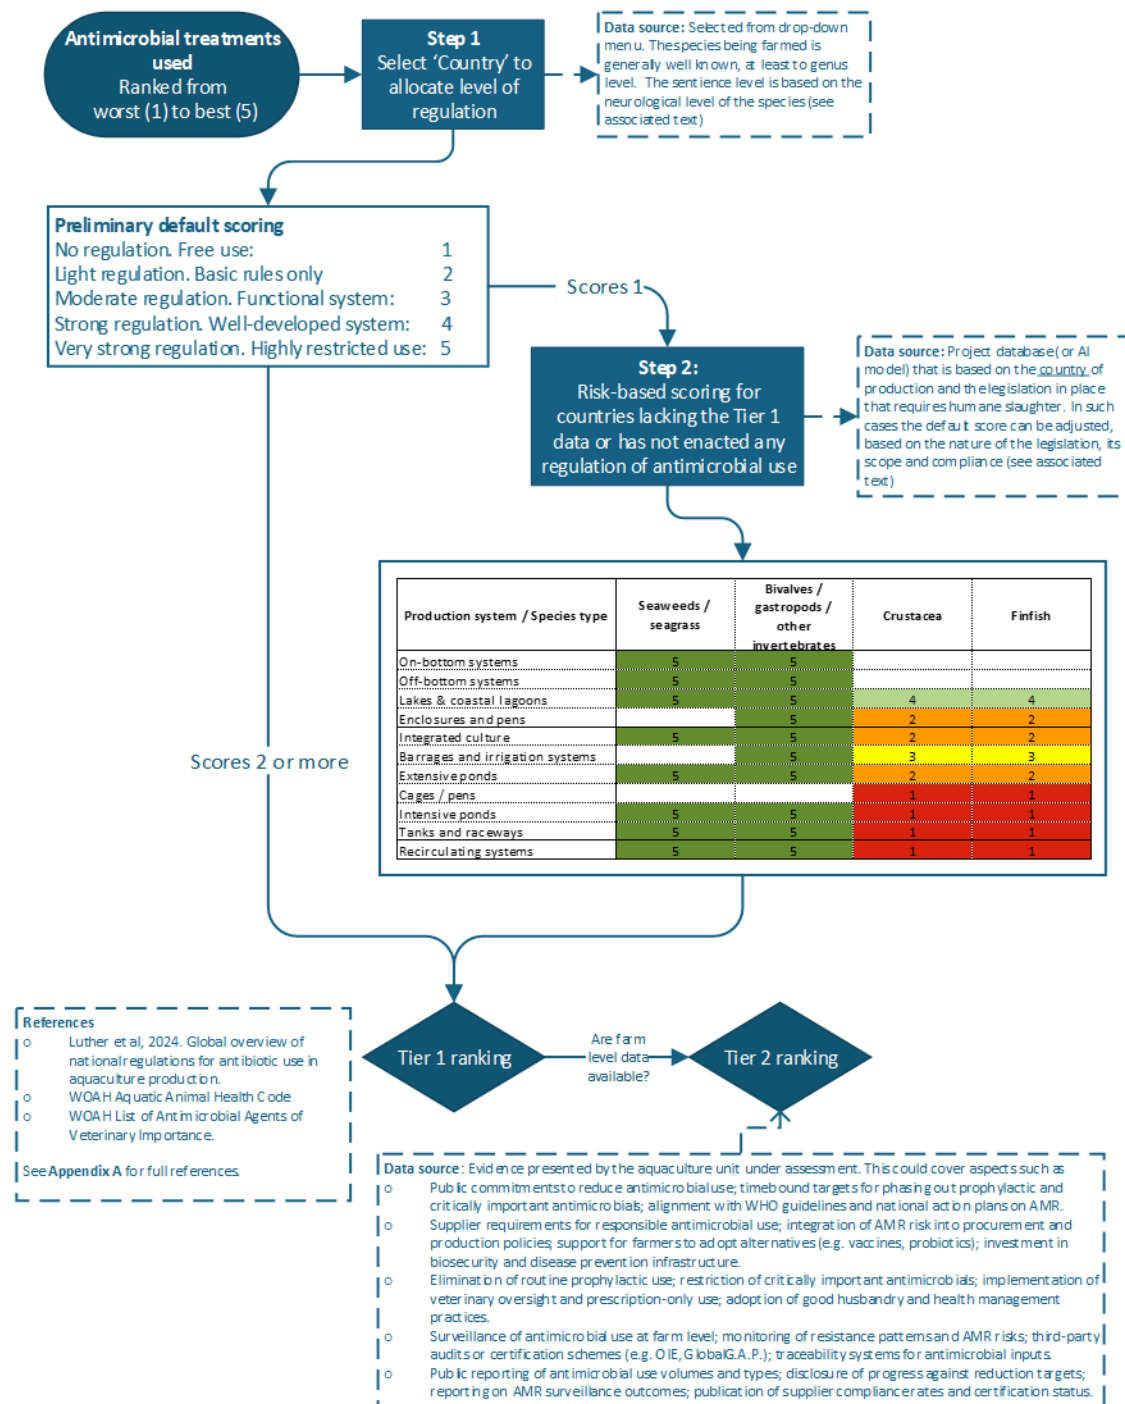 Antimicrobial treatments
used
Ranked from
worst (1) to best (5)
Step 1
Select ‘Country’ to
allocate level of
regulation
Data source: Selected from drop-down
menu. The species being farmed is
generally well known, at least to genus
level. The sentience level is based on the
neurological level of the species (see
associated text)
Preliminary default scoring
No regulation. Free use: 1
Light regulation. Basic rules only 2
Moderate regulation. Functional system: 3
Strong regulation. Well-developed system: 4
Very strong regulation. Highly restricted use: 5
Scores 1
Step 2:
Risk-based scoring for
countries lacking the Tier 1
data or has not enacted any
regulation of antimicrobial use
Data source: Project database( or AI
model) that is based on the country of
production and the legislation in place
that requires humane slaughter. In such
cases the default score can be adjusted,
based on the nature of the legislation, its
scope and compliance (see associated
text)
Production system / Species type
Seaweeds /
seagrass
Bivalves /
gastropods /
other
invertebrates
Crustacea
Finfish
On-bottom systems 5 5
Off-bottom systems 5 5
Lakes & coastal lagoons 5 5 4 4
Enclosures and pens 5 2 2
Integrated culture 5 5 2 2
Barrages and irrigation systems 5 3 3
Extensive ponds 5 5 2 2
Cages / pens 1 1
Intensive ponds 5 5 1 1
Tanks and raceways 5 5 1 1
Recirculating systems 5 5 1 1
Scores 2 or more
References
o Luther et al, 2024. Global overview of
national regulations for antibiotic use in
aquaculture production.
o WOAH Aquatic Animal Health Code
o WOAH List of Antimicrobial Agents of
Veterinary Importance.
See Appendix A for full references.
Tier 1 ranking
Are farm
level data
available?
Tier 2 ranking
Data source: Evidence presented by the aquaculture unit under assessment. This could cover aspects such as
o Public commitments to reduce antimicrobial use; timebound targets for phasing out prophylactic and
critically important antimicrobials; alignment with WHO guidelines and national action plans on AMR.
o Supplier requirements for responsible antimicrobial use; integration of AMR risk into procurement and
production policies; support for farmers to adopt alternatives (e.g. vaccines, probiotics); investment in
biosecurity and disease prevention infrastructure.
o Elimination of routine prophylactic use; restriction of critically important antimicrobials; implementation of
veterinary oversight and prescription-only use; adoption of good husbandry and health management
practices.
o Surveillance of antimicrobial use at farm level; monitoring of resistance patterns and AMR risks; third-party
audits or certification schemes (e.g. OIE, GlobalG.A.P.); traceability systems for antimicrobial inputs.
o Public reporting of antimicrobial use volumes and types; disclosure of progress against reduction targets;
reporting on AMR surveillance outcomes; publication of supplier compliance rates and certification status.